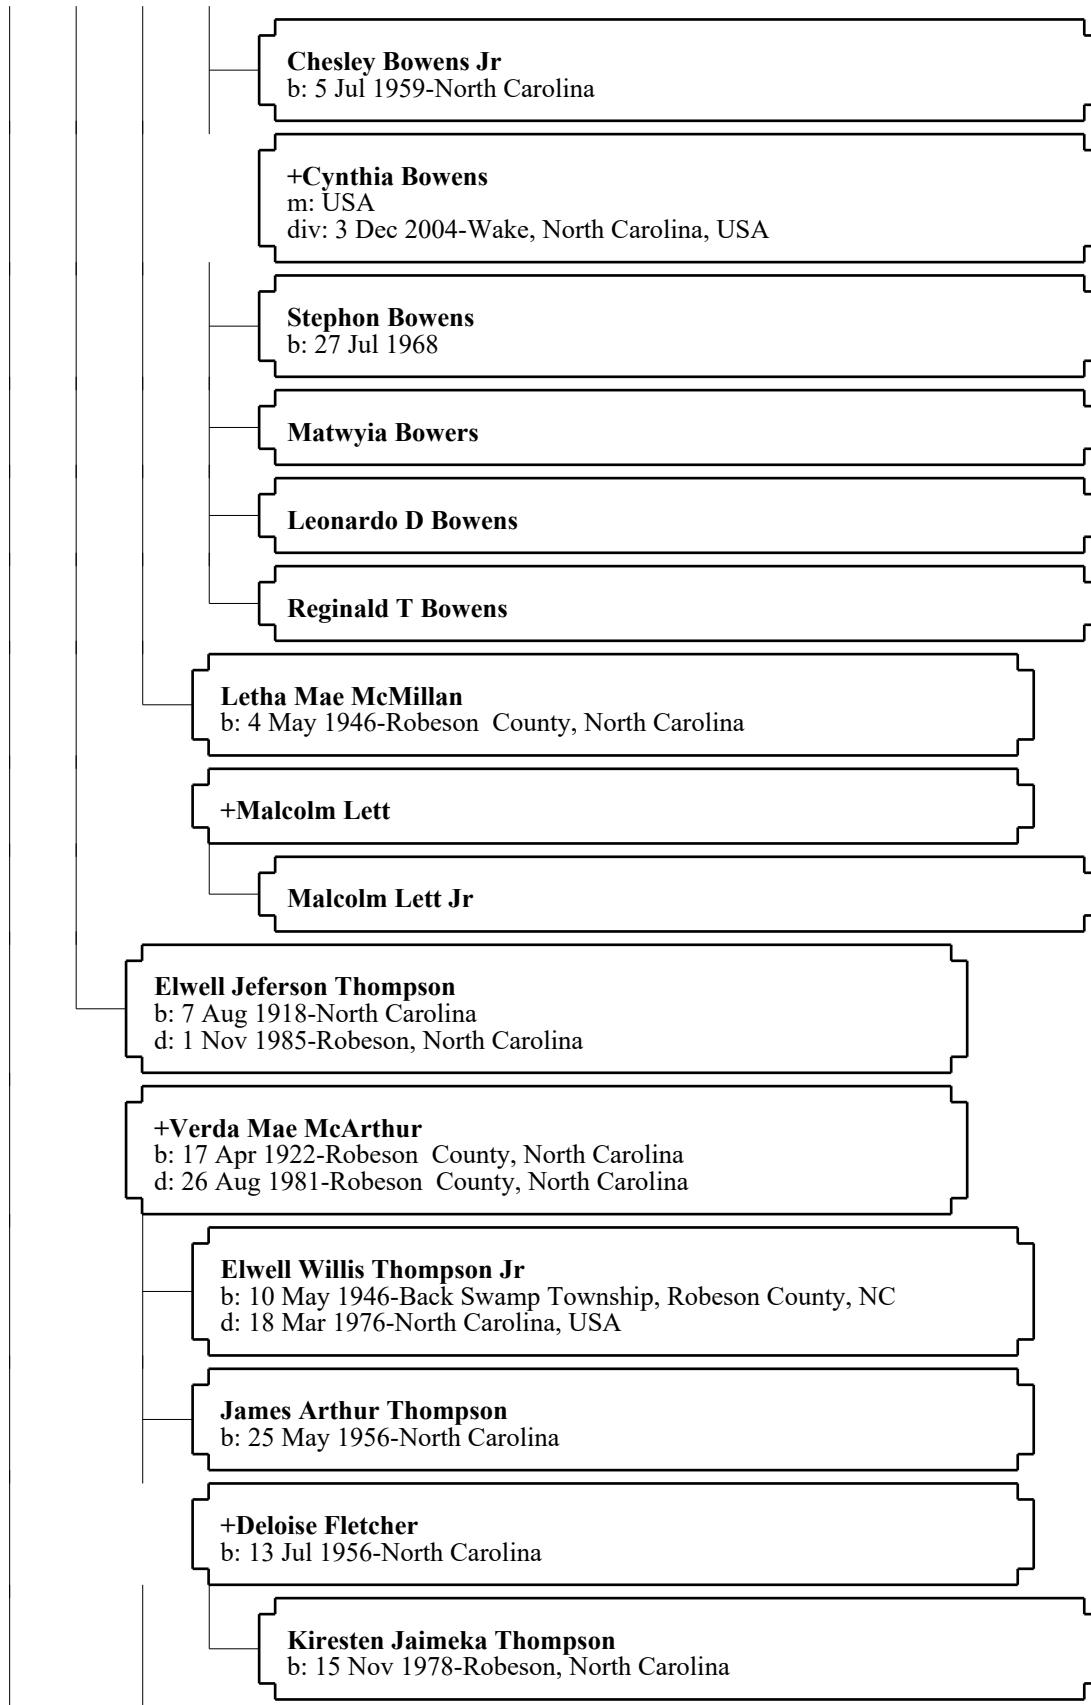 Chesley Bowens Jr
b: 5 Jul 1959-North Carolina
+Cynthia Bowens
m: USA
div: 3 Dec 2004-Wake, North Carolina, USA
Stephon Bowens
b: 27 Jul 1968
Matwyia Bowers
Leonardo D Bowens
Reginald T Bowens
Letha Mae McMillan
b: 4 May 1946-Robeson  County, North Carolina
+Malcolm Lett
Malcolm Lett Jr
Elwell Jeferson Thompson
b: 7 Aug 1918-North Carolina
d: 1 Nov 1985-Robeson, North Carolina
+Verda Mae McArthur
b: 17 Apr 1922-Robeson  County, North Carolina
d: 26 Aug 1981-Robeson  County, North Carolina
Elwell Willis Thompson Jr
b: 10 May 1946-Back Swamp Township, Robeson County, NC
d: 18 Mar 1976-North Carolina, USA
James Arthur Thompson
b: 25 May 1956-North Carolina
+Deloise Fletcher
b: 13 Jul 1956-North Carolina
Kiresten Jaimeka Thompson
b: 15 Nov 1978-Robeson, North Carolina